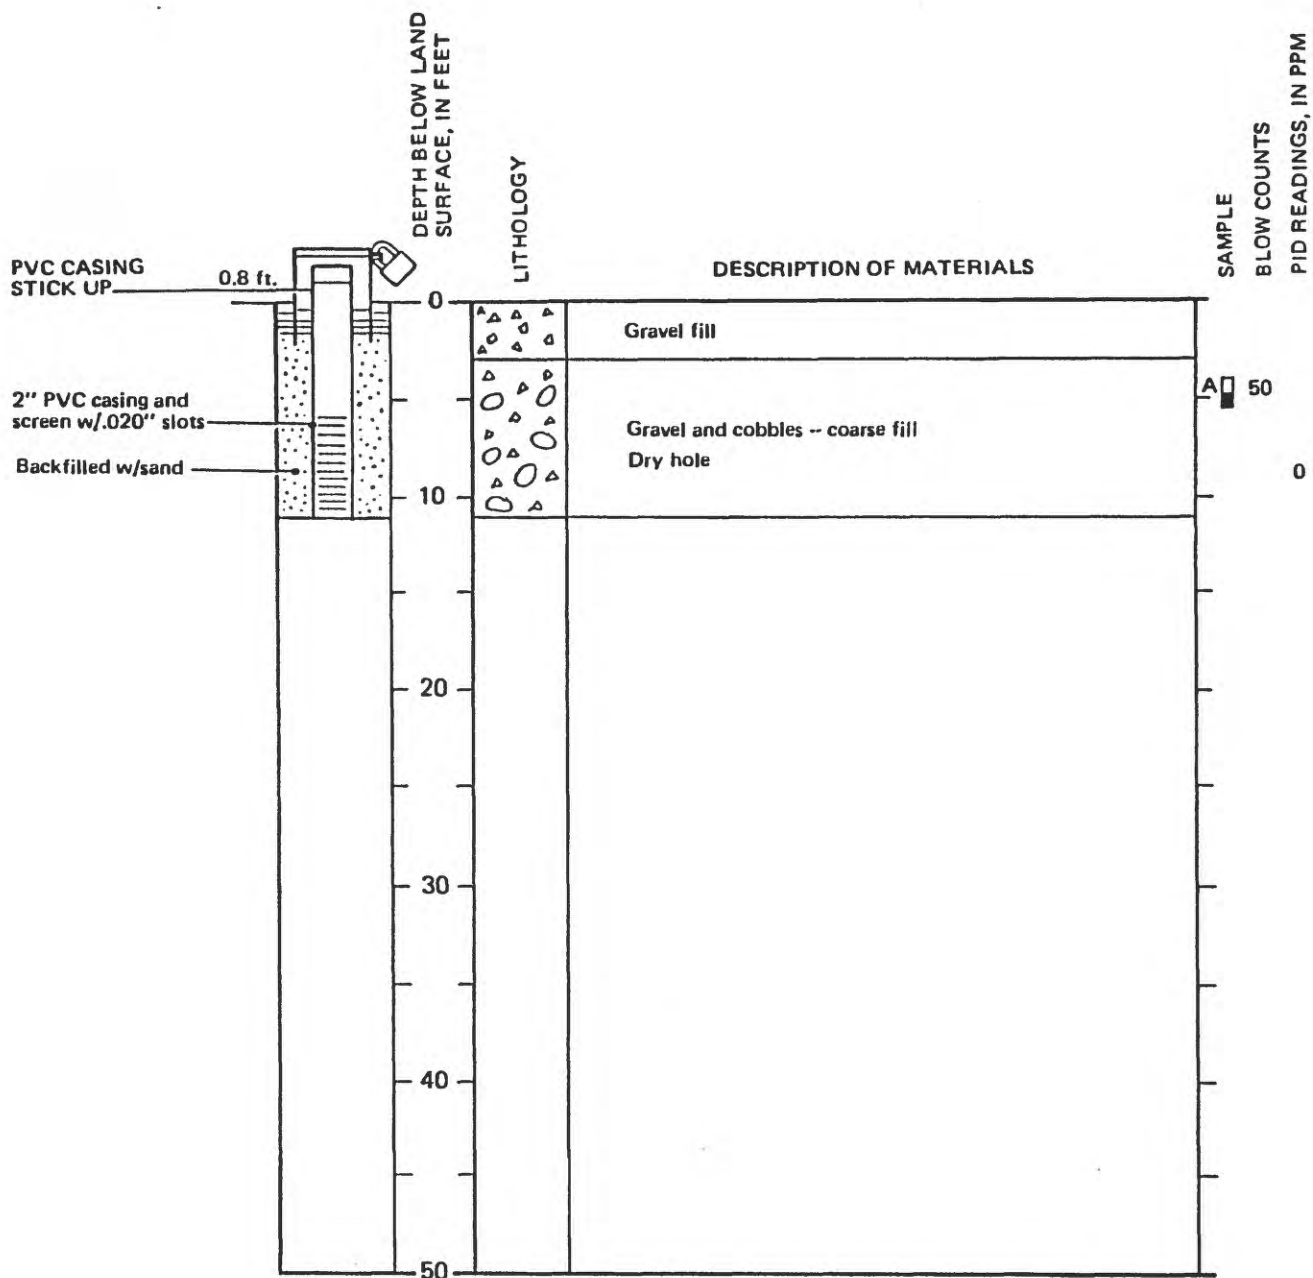 DEPTH BELOW LAND
SURFACE, IN FEET
LITHOLOGY
DESCRIPTION OF MATERIALS
SAMPLE
BLOW COUNTS
PID READINGS, IN PPM
PVC CASING
STICK UP
0.8 ft.
0
Gravel fill
2" PVC casing and
screen w/.020" slots
A
50
Gravel and cobbles -- coarse fill
Dry hole
Backfilled w/sand
0
10
20
30
40
50